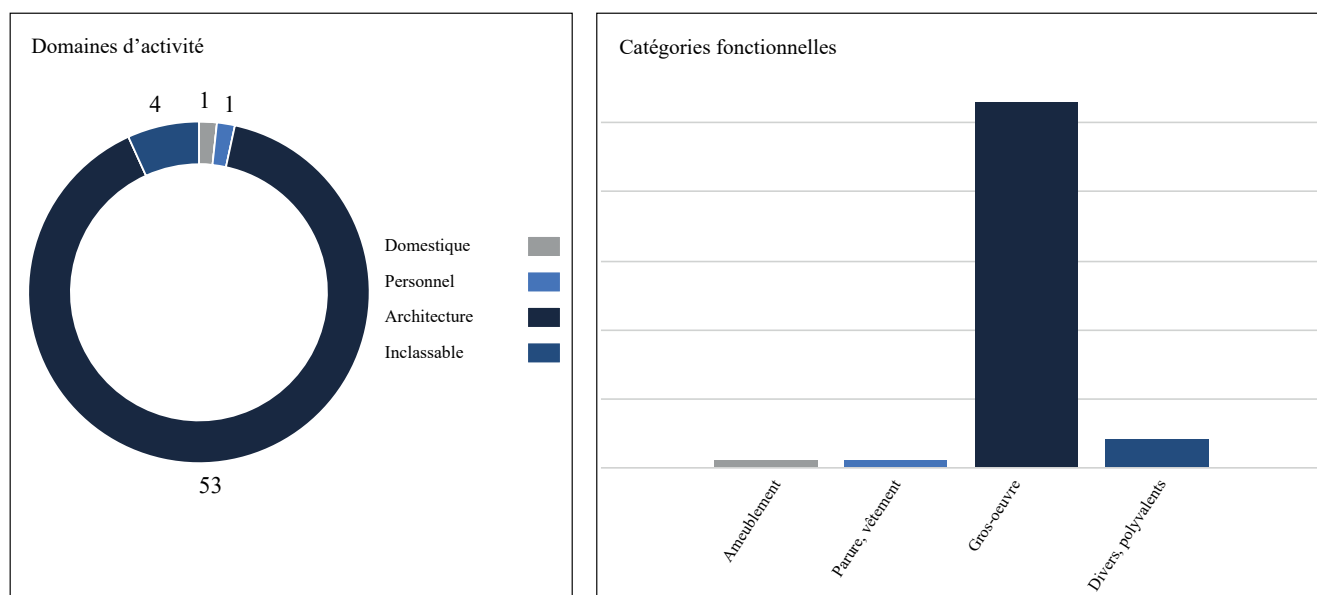 Domaines d’activité
4
1
1
53
Domestique
Personnel
Architecture
Inclassable
Catégories fonctionnelles
Ameublement
Parure, vêtement
Gros-oeuvre
Divers, polyvalents